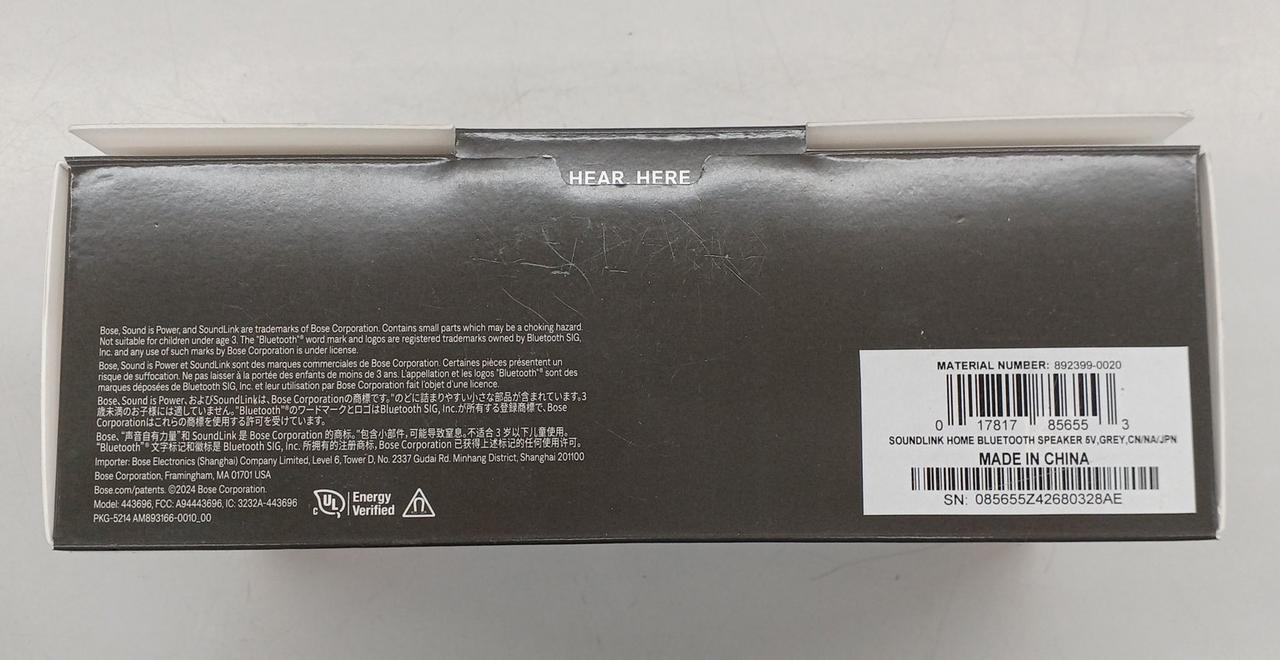 HEAR. HERE
Bose, Sound is Power, and SoundLink are trademarks of Bose Corporation. Contains small parts which may be a choking hazard.
Not suitable for children under age 3. The "Bluetooth"® word mark and logos are registered trademarks owned by Bluetooth SIG,
Inc. and any use of such marks by Bose Corporation is under license.
Bose, Sound is Power et SoundLink sont des marques commerciales de Bose Corporation. Certaines pièces présentent un
risque de suffocation. Ne pas laisser à la portée des enfants de moins de 3 ans. L'appellation et les logos "Bluetooth"® sont des
marques déposées de Bluetooth SIG, Inc. et leur utilisation par Bose Corporation fait l'objet d'une licence.
Bose、Sound is Power、およびSoundLinkは、Bose Corporationの商標です。"のどに詰まりやすい小さな部品が含まれています。3
歳未満のお子様には適していません。"Bluetooth"®のワードマークとロゴはBluetooth SIG, Inc.が所有する登録商標で、Bose
Corporationはこれらの商標を使用する許可を受けています。
Bose、"声音自有力量"和 SoundLink 是 Bose Corporation 的商标。"包含小部件，可能导致窒息。不适合 3 岁以下儿童使用。
"Bluetooth"® 文字标记和徽标是 Bluetooth SIG, Inc. 所拥有的注册商标，Bose Corporation 已获得上述标记的任何使用许可。
Importer: Bose Electronics (Shanghai) Company Limited, Level 6, Tower D, No. 2337 Gudai Rd. Minhang District, Shanghai 201100
Bose Corporation, Framingham, MA 01701 USA
Bose.com/patents. ©2024 Bose Corporation.
Model: 443696, FCC: A94443696, IC: 3232A-443696
PKG-5214 AM893166-0010_00
C UL ® Energy
Verified
MATERIAL NUMBER: 892399-0020
0 17817 85655 3
SOUNDLINK HOME BLUETOOTH SPEAKER 5V,GREY,CN/NA/JPN
MADE IN CHINA
SN: 085655Z42680328AE